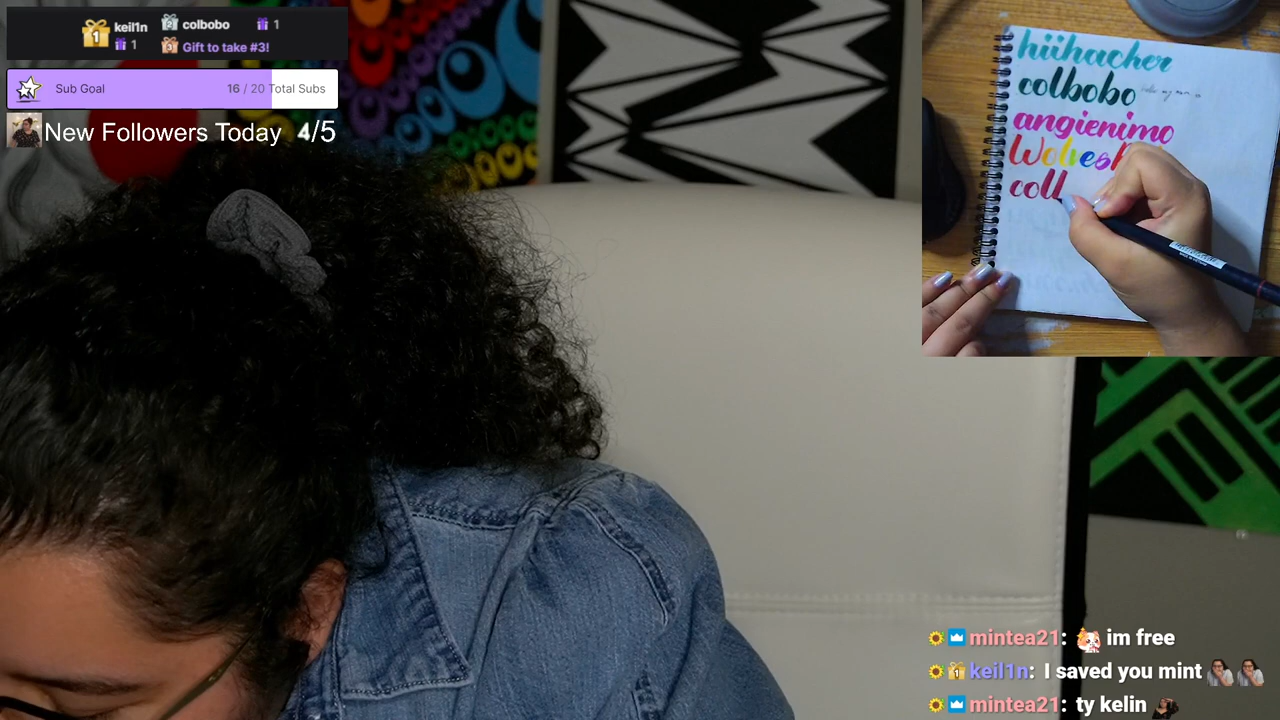 keil1n
1
colbobo
1
Gift to take #3!
Sub Goal
16 / 20 Total Subs
New Followers Today 4/5
hiihacker
colbobo
angienimo
coll
mintea21: im free
keil1n: I saved you mint
mintea21: ty kelin